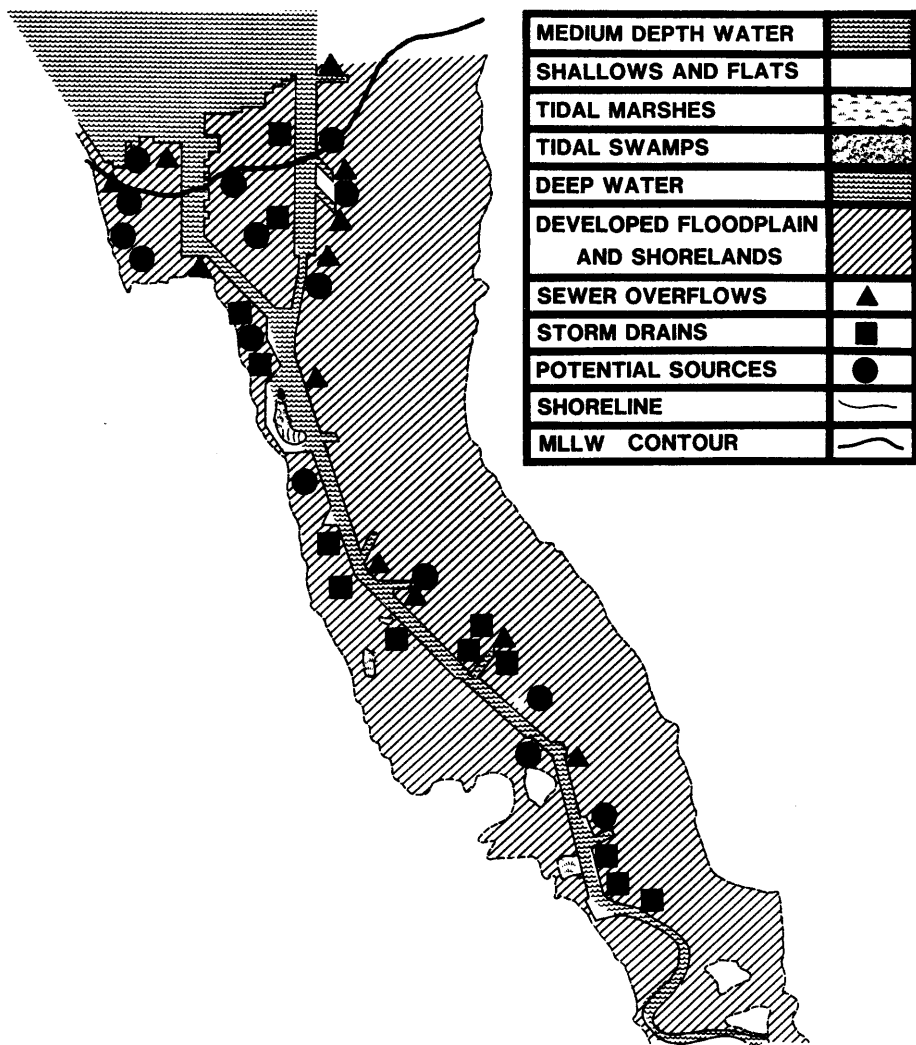 MEDIUM DEPTH WATER
SHALLOWS AND FLATS
TIDAL MARSHES
TIDAL SWAMPS
DEEP WATER
DEVELOPED FLOODPLAIN
AND SHORELANDS
SEWER OVERFLOWS
STORM DRAINS
POTENTIAL SOURCES
SHORELINE
MLLW CONTOUR